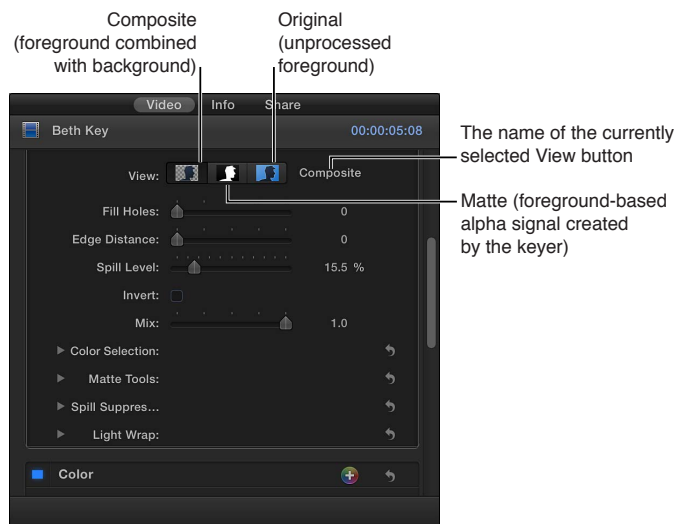 Composite
(foreground combined
with background)
Original
(unprocessed
foreground)
Video Info Share
Beth Key 00:00:05:08
The name of the currently
selected View button
View: Composite
Matte (foreground-based
alpha signal created
by the keyer)
Fill Holes: 0
Edge Distance: 0
Spill Level: 15.5 %
Invert:
Mix: 1.0
Color Selection:
Matte Tools:
Spill Suppres...
Light Wrap:
Color